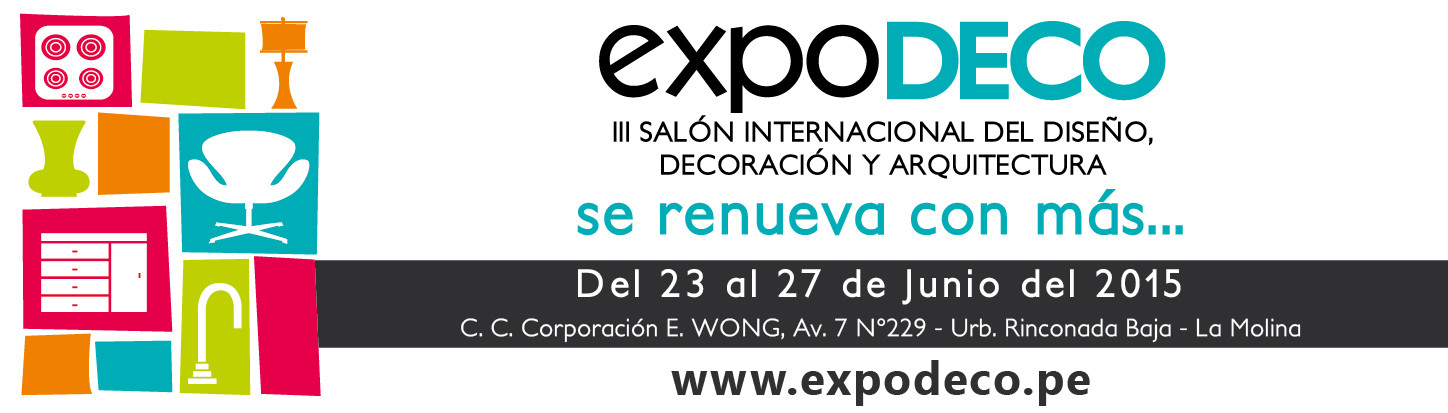 expoDECO
III SALÓN INTERNACIONAL DEL DISEÑO,
DECORACIÓN Y ARQUITECTURA
se renueva con más...
Del 23 al 27 de Junio del 2015
C. C. Corporación E. WONG, Av. 7 N°229 - Urb. Rinconada Baja - La Molina
www.expodeco.pe